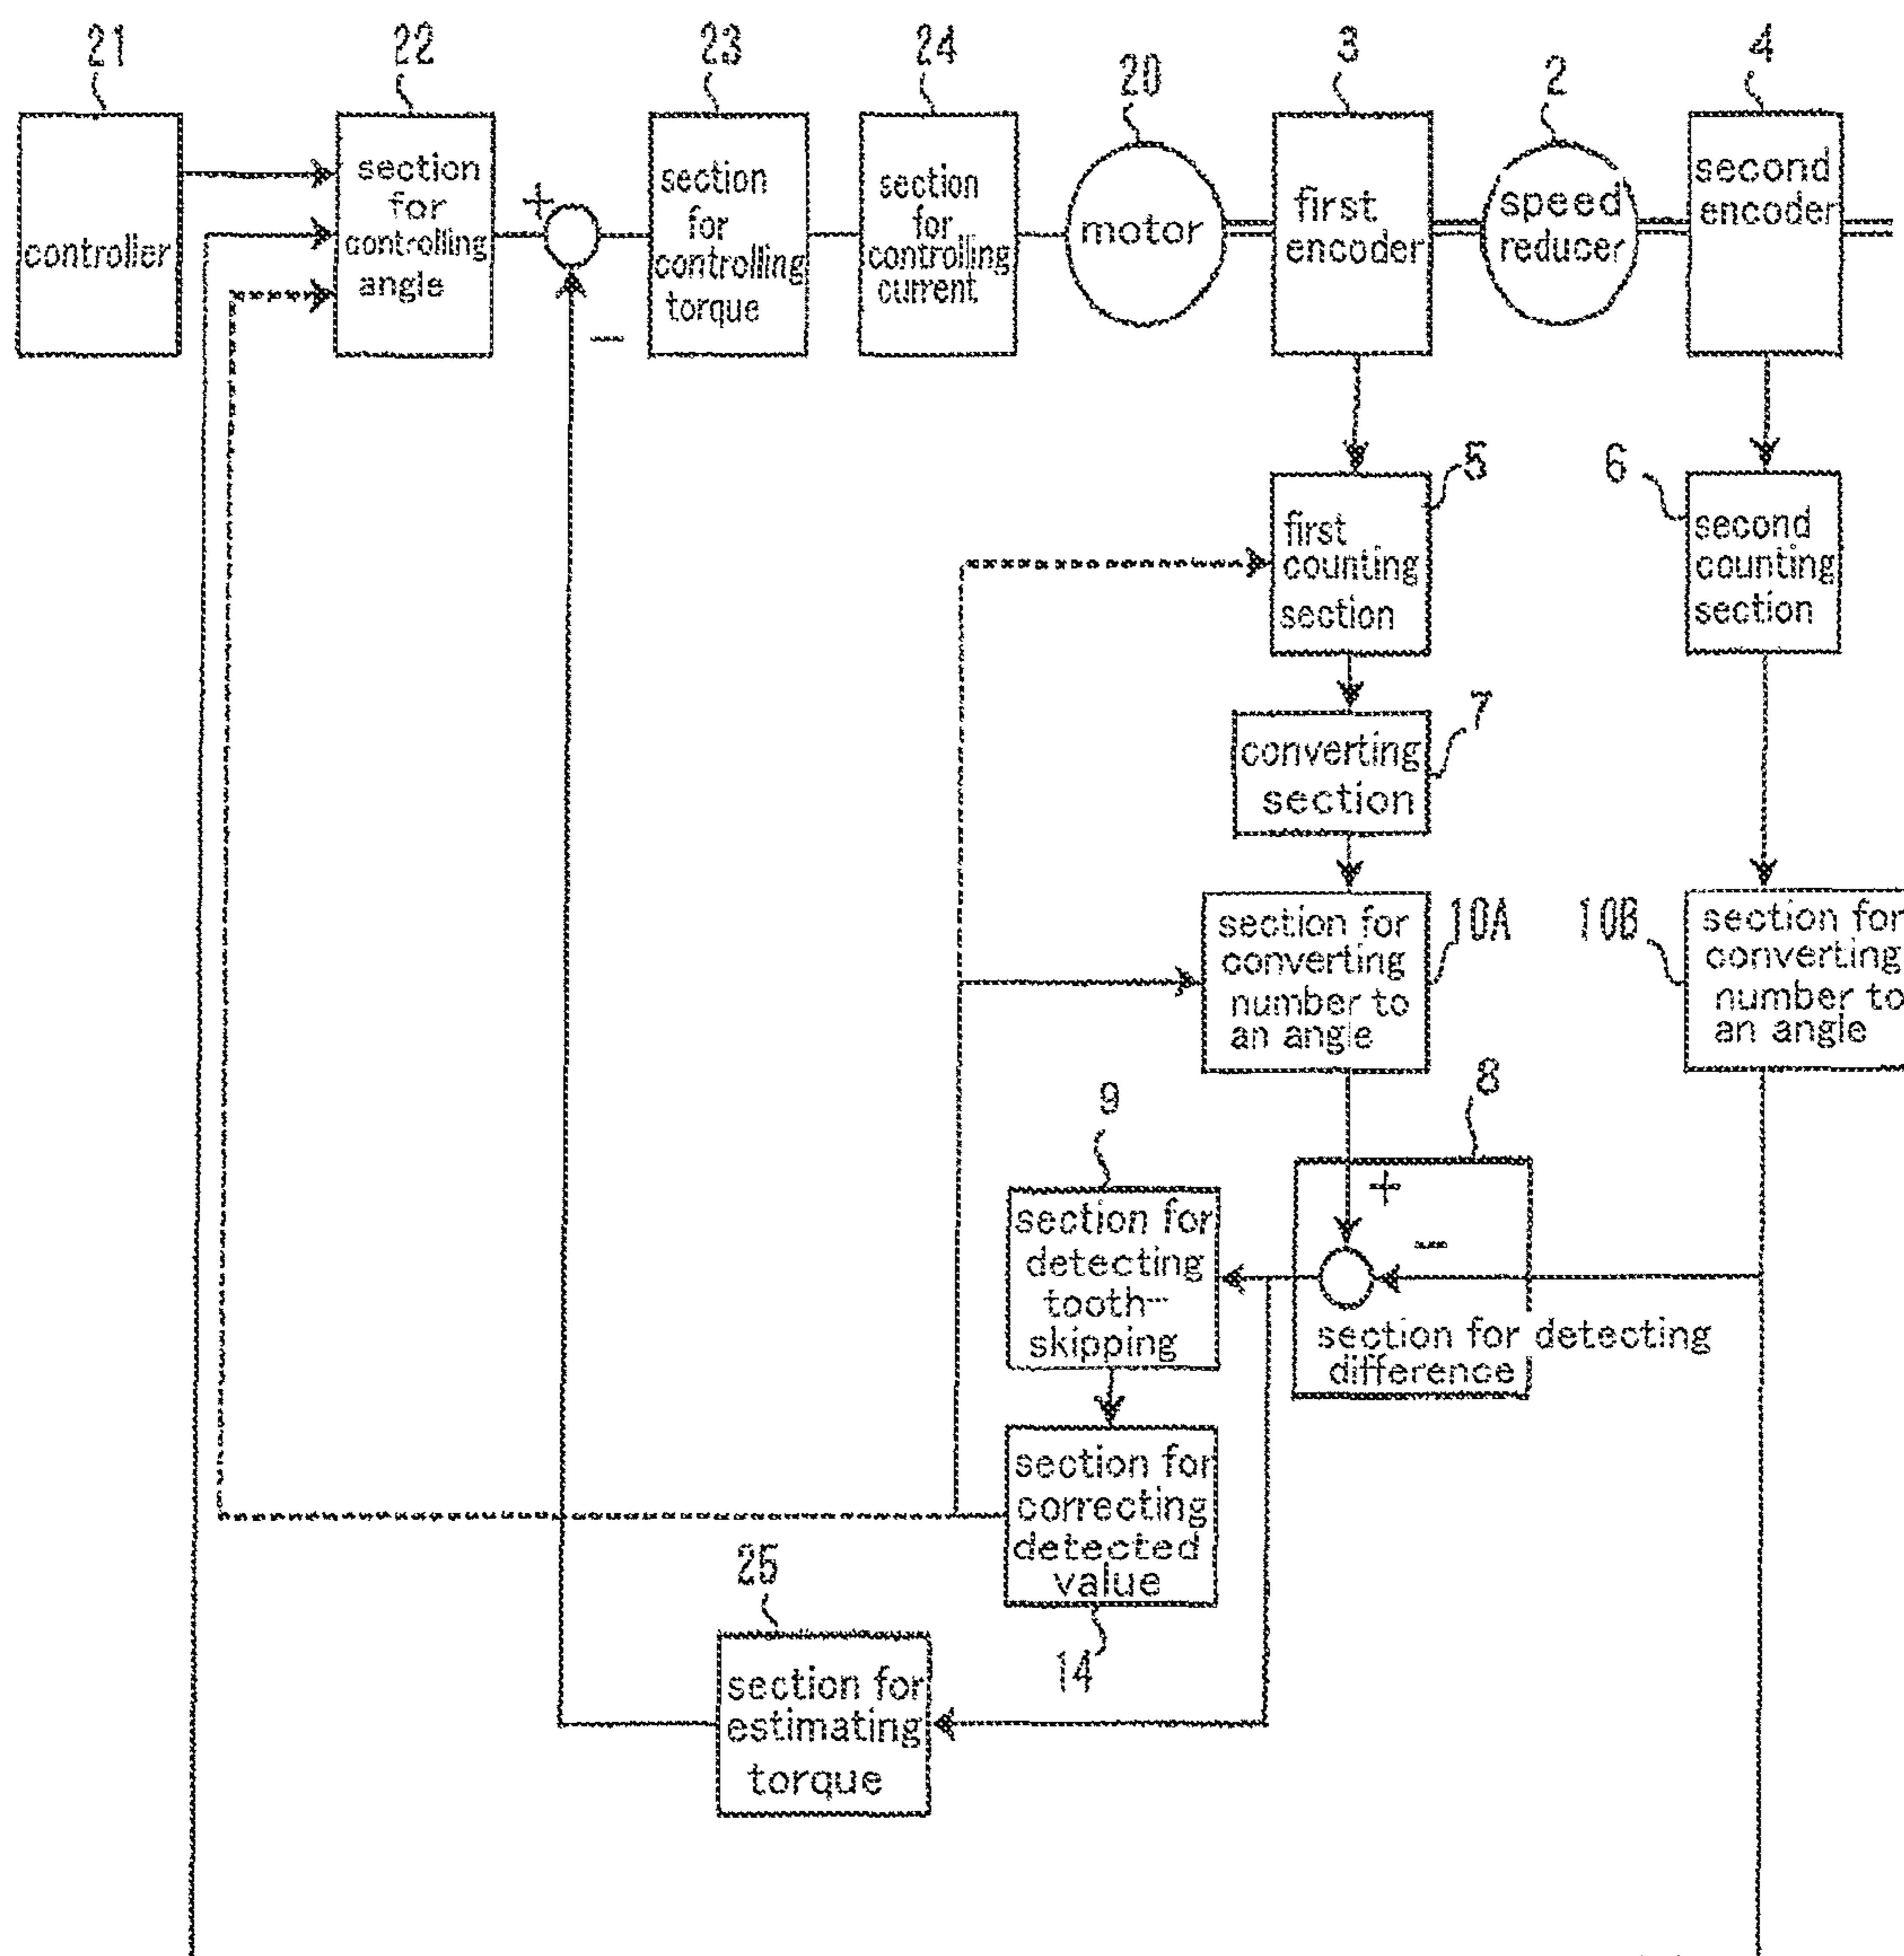 21
22
23
24
20
3
2
4
controller
section
for
controlling
angle
+
−
section
for
controlling
torque
section
for
controlling
current
motor
first
encoder
speed
reducer
second
encoder
5
first
counting
section
6
second
counting
section
7
converting
section
10A
section for
converting
number to
an angle
10B
section for
converting
number to
an angle
8
+
−
section for detecting
difference
9
section for
detecting
tooth-
skipping
section for
correcting
detected
value
14
25
section for
estimating
torque